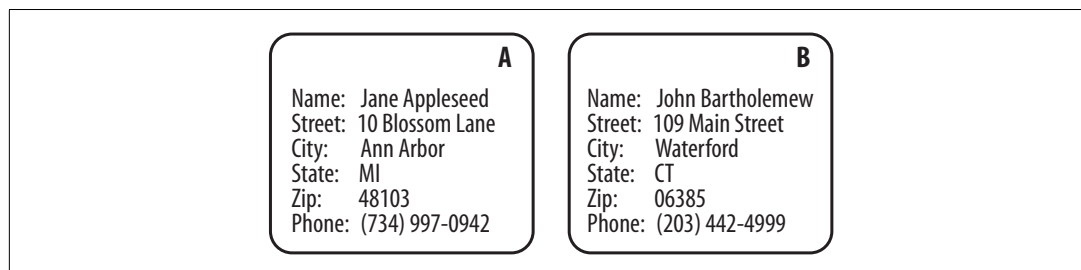 A
Name: Jane Appleseed
Street: 10 Blossom Lane
City: Ann Arbor
State: MI
Zip: 48103
Phone: (734) 997-0942
B
Name: John Bartholemew
Street: 109 Main Street
City: Waterford
State: CT
Zip: 06385
Phone: (203) 442-4999